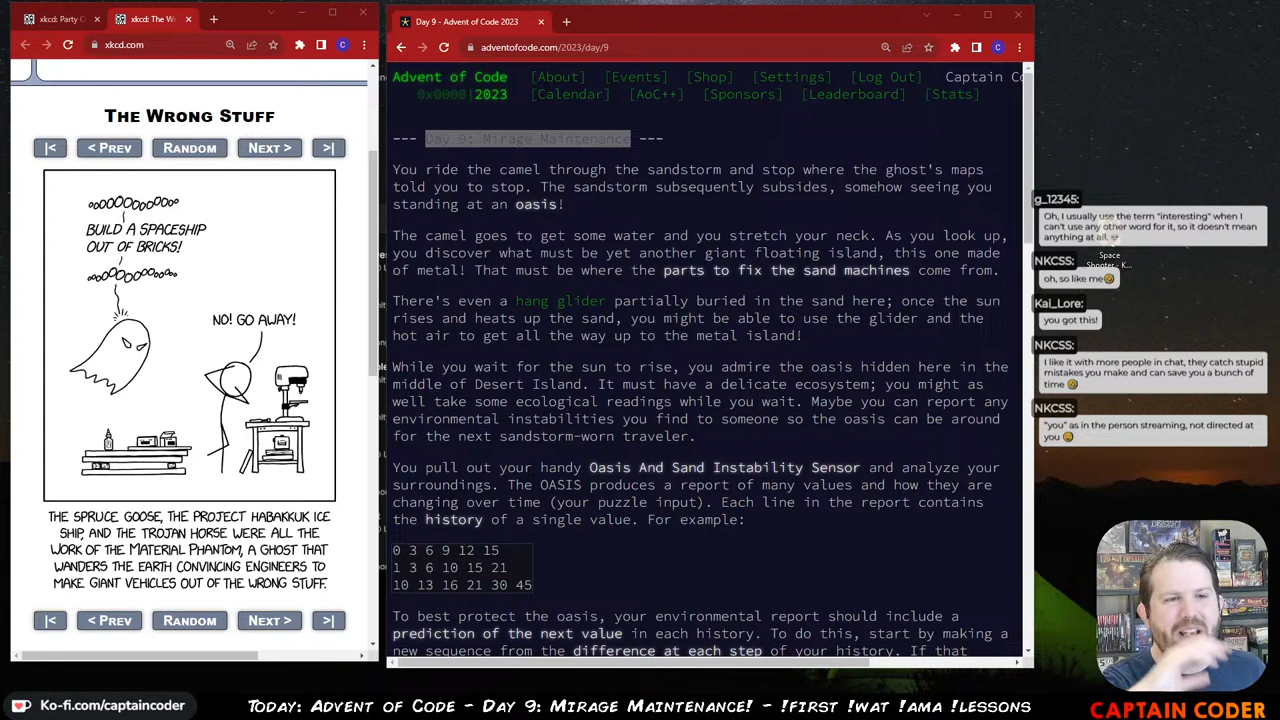 xkcd: Party C
xkcd: The W
xkcd.com
THE WRONG STUFF
|<
< PREV
RANDOM
NEXT >
>|
BUILD A SPACESHIP
OUT OF BRICKS!
NO! GO AWAY!
THE SPRUCE GOOSE, THE PROJECT HABAKKUK ICE
SHIP, AND THE TROJAN HORSE WERE ALL THE
WORK OF THE MATERIAL PHANTOM, A GHOST THAT
WANDERS THE EARTH CONVINCING ENGINEERS TO
MAKE GIANT VEHICLES OUT OF THE WRONG STUFF.
|<
< PREV
RANDOM
NEXT >
>|
Day 9 - Advent of Code 2023
adventofcode.com/2023/day/9
Advent of Code [About] [Events] [Shop] [Settings] [Log Out] Captain Co
0x0000|2023 [Calendar] [AoC++] [Sponsors] [Leaderboard] [Stats]
--- Day 9: Mirage Maintenance ---
You ride the camel through the sandstorm and stop where the ghost's maps
told you to stop. The sandstorm subsequently subsides, somehow seeing you
standing at an oasis!
The camel goes to get some water and you stretch your neck. As you look up,
you discover what must be yet another giant floating island, this one made
of metal! That must be where the parts to fix the sand machines come from.
There's even a hang glider partially buried in the sand here; once the sun
rises and heats up the sand, you might be able to use the glider and the
hot air to get all the way up to the metal island!
While you wait for the sun to rise, you admire the oasis hidden here in the
middle of Desert Island. It must have a delicate ecosystem; you might as
well take some ecological readings while you wait. Maybe you can report any
environmental instabilities you find to someone so the oasis can be around
for the next sandstorm-worn traveler.
You pull out your handy Oasis And Sand Instability Sensor and analyze your
surroundings. The OASIS produces a report of many values and how they are
changing over time (your puzzle input). Each line in the report contains
the history of a single value. For example:
0 3 6 9 12 15
1 3 6 10 15 21
10 13 16 21 30 45
To best protect the oasis, your environmental report should include a
prediction of the next value in each history. To do this, start by making a
new sequence from the difference at each step of your history. If that
g_12345:
Oh, I usually use the term "interesting" when I
can't use any other word for it, so it doesn't mean
anything at all.
Space
Shooter - K...
NKCSS:
oh, so like me
Kai_Lore:
you got this!
NKCSS:
I like it with more people in chat, they catch stupid
mistakes you make and can save you a bunch of
time
NKCSS:
"you" as in the person streaming, not directed at
you
Ko-fi.com/captaincoder
TODAY: ADVENT OF CODE - DAY 9: MIRAGE MAINTENANCE! - !FIRST !WAT !AMA !LESSONS
CAPTAIN CODER